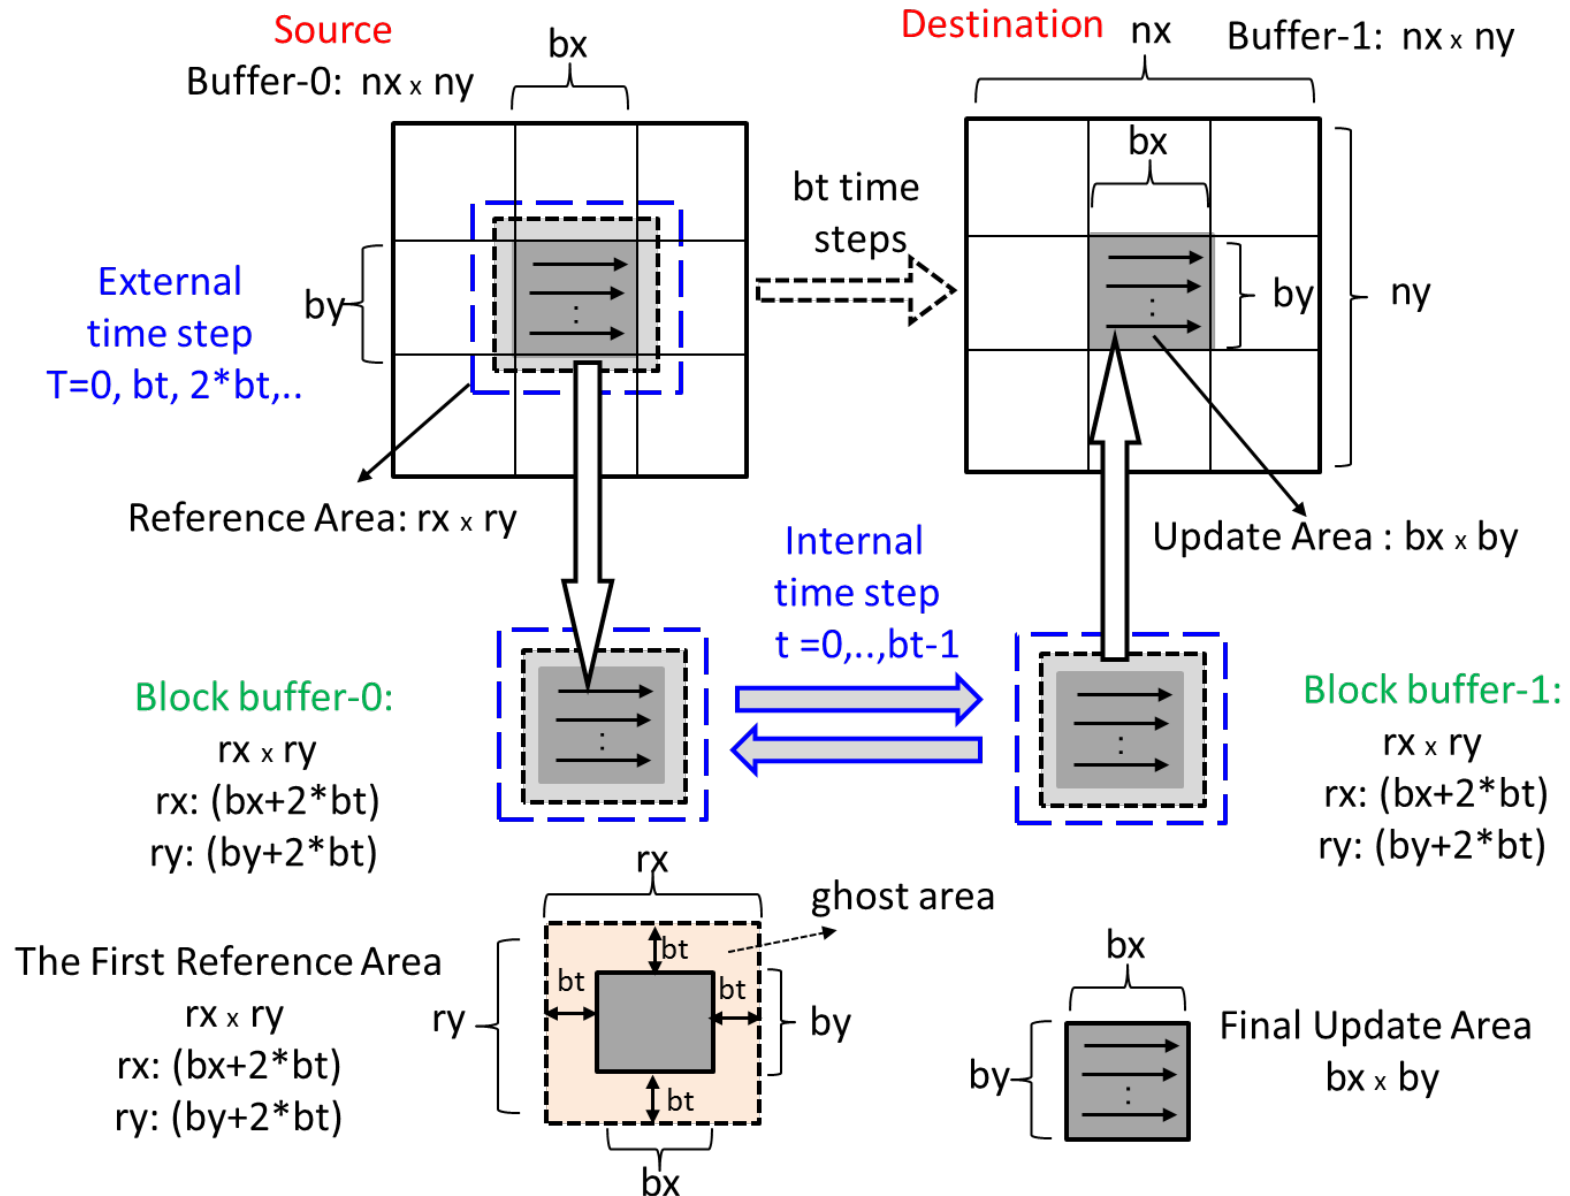 Source
Buffer-0: nx x ny
bx
Destination
nx
Buffer-1: nx x ny
bx
bt time
steps
External
time step
T=0, bt, 2*bt,..
by
by
ny
Reference Area: rx x ry
Update Area : bx x by
Internal
time step
t =0,..,bt-1
Block buffer-0:
rx x ry
rx: (bx+2*bt)
ry: (by+2*bt)
Block buffer-1:
rx x ry
rx: (bx+2*bt)
ry: (by+2*bt)
rx
ghost area
The First Reference Area
rx x ry
rx: (bx+2*bt)
ry: (by+2*bt)
ry
bt
bt
bt
bt
by
bx
bx
by
Final Update Area
bx x by